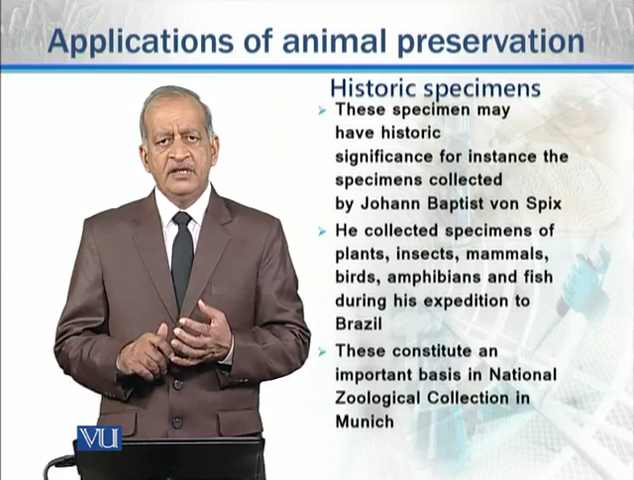 Applications of animal preservation
Historic specimens
These specimen may
have historic
significance for instance the
specimens collected
by Johann Baptist von Spix
He collected specimens of
plants, insects, mammals,
birds, amphibians and fish
during his expedition to
Brazil
These constitute an
important basis in National
Zoological Collection in
Munich
VU